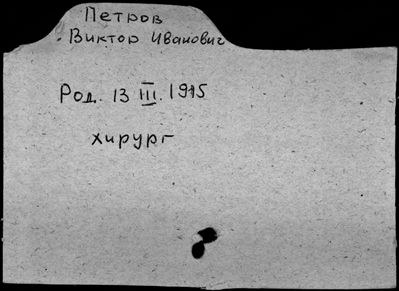 Петров
Виктор Иванович
Род. 13 III. 1915
хирург